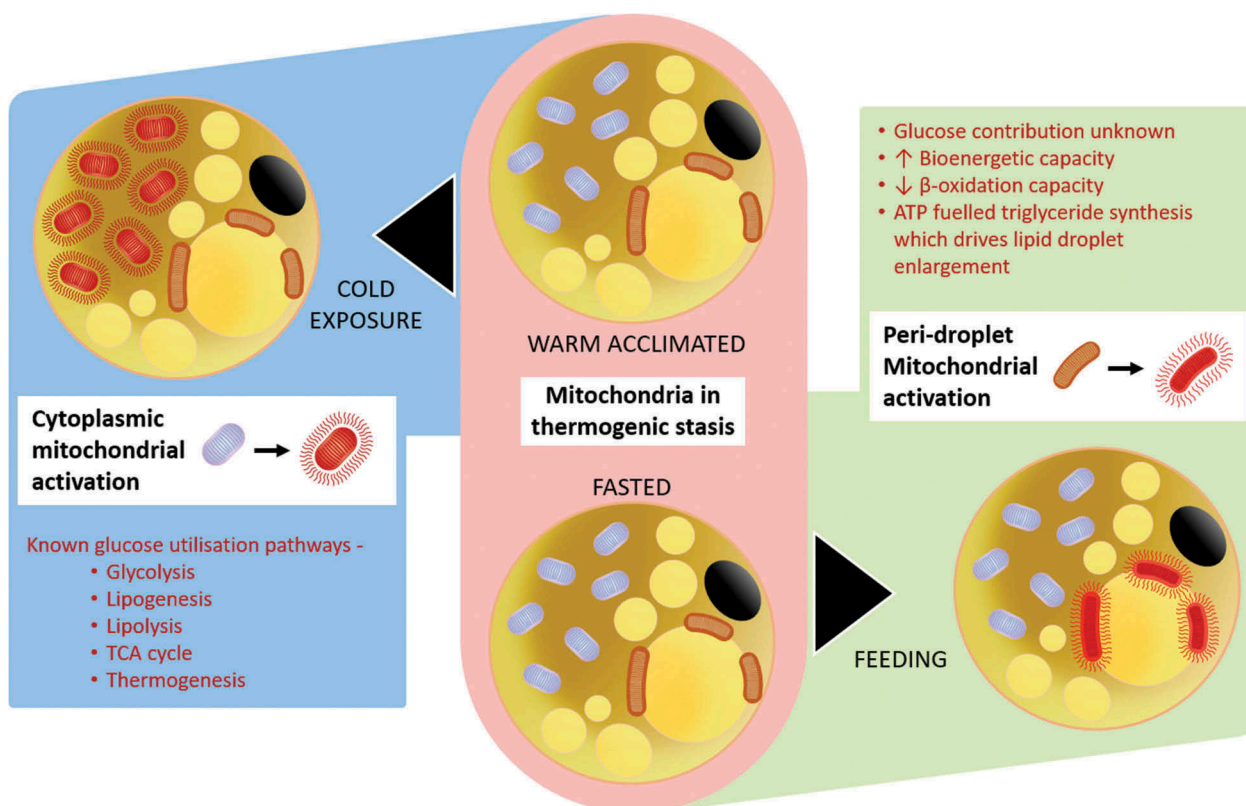 COLD
EXPOSURE
Cytoplasmic
mitochondrial
activation
Known glucose utilisation pathways -
• Glycolysis
• Lipogenesis
• Lipolysis
• TCA cycle
• Thermogenesis
WARM ACCLIMATED
Mitochondria in
thermogenic stasis
FASTED
• Glucose contribution unknown
• ↑ Bioenergetic capacity
• ↓ β-oxidation capacity
• ATP fuelled triglyceride synthesis
which drives lipid droplet
enlargement
Peri-droplet
Mitochondrial
activation
FEEDING